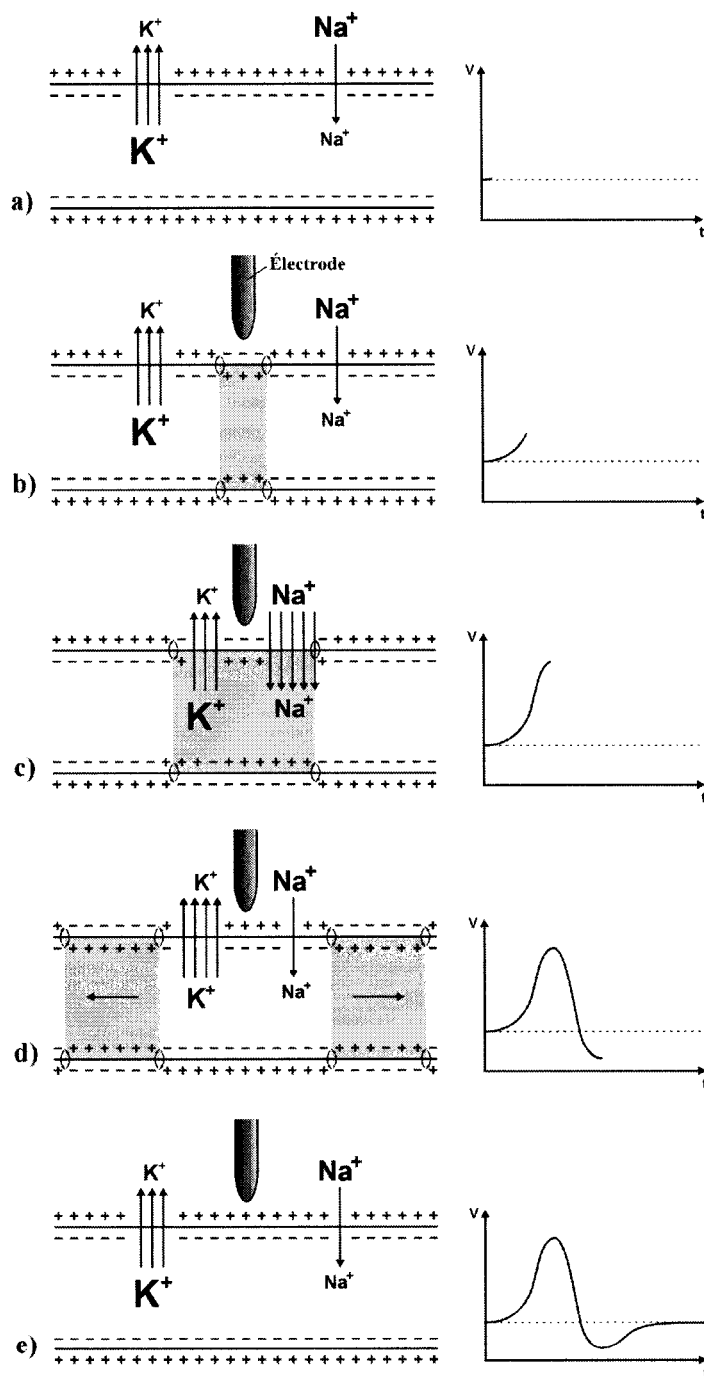 K+ Na+ V
+ + + + + + + + + + + + + + + + + +
K+ Na+
a) t
Électrode
K+ Na+ V
K+ Na+
b) t
K+ Na+ V
K+ Na+
c) t
K+ Na+ V
K+ Na+
d) t
K+ Na+ V
K+ Na+
e)